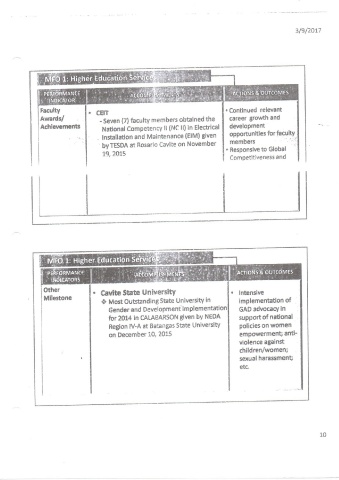 3/9/2017
MFO 1: Higher Education Services
PERFORMANCE INDICATOR
ACCOMPLISHMENTS
ACTIONS & OUTCOMES
Faculty
Awards/
Achievements
• CEIT
- Seven (7) faculty members obtained the
National Competency II (NC II) in Electrical
Installation and Maintenance (EIM) given
by TESDA at Rosario Cavite on November
19, 2015
• Continued relevant
career growth and
development
opportunities for faculty
members
• Responsive to Global
Competitiveness and
MFO 1: Higher Education Services
PERFORMANCE INDICATORS
ACCOMPLISHMENTS
ACTIONS & OUTCOMES
Other
Milestone
• Cavite State University
❖ Most Outstanding State University in
Gender and Development implementation
for 2014 in CALABARSON given by NEDA
Region IV-A at Batangas State University
on December 10, 2015
• Intensive
implementation of
GAD advocacy in
support of national
policies on women
empowerment; anti-
violence against
children/women;
sexual harassment;
etc.
10